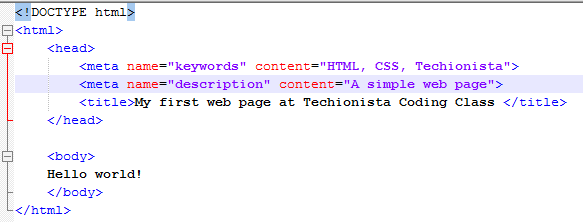 <!DOCTYPE html>
<html>
<head>
<meta name="keywords" content="HTML, CSS, Techionista">
<meta name="description" content="A simple web page">
<title>My first web page at Techionista Coding Class </title>
</head>
<body>
Hello world!
</body>
</html>